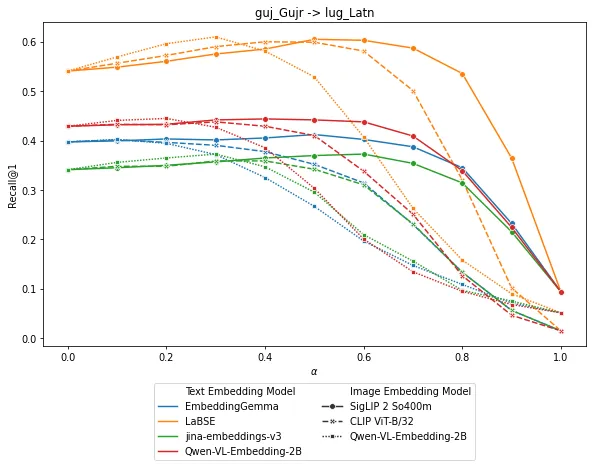 guj_Gujr -> lug_Latn
Recall@1
0.6
0.5
0.4
0.3
0.2
0.1
0.0
0.0 0.2 0.4 0.6 0.8 1.0
α
Text Embedding Model Image Embedding Model
EmbeddingGemma SigLIP 2 So400m
LaBSE CLIP ViT-B/32
jina-embeddings-v3 Qwen-VL-Embedding-2B
Qwen-VL-Embedding-2B